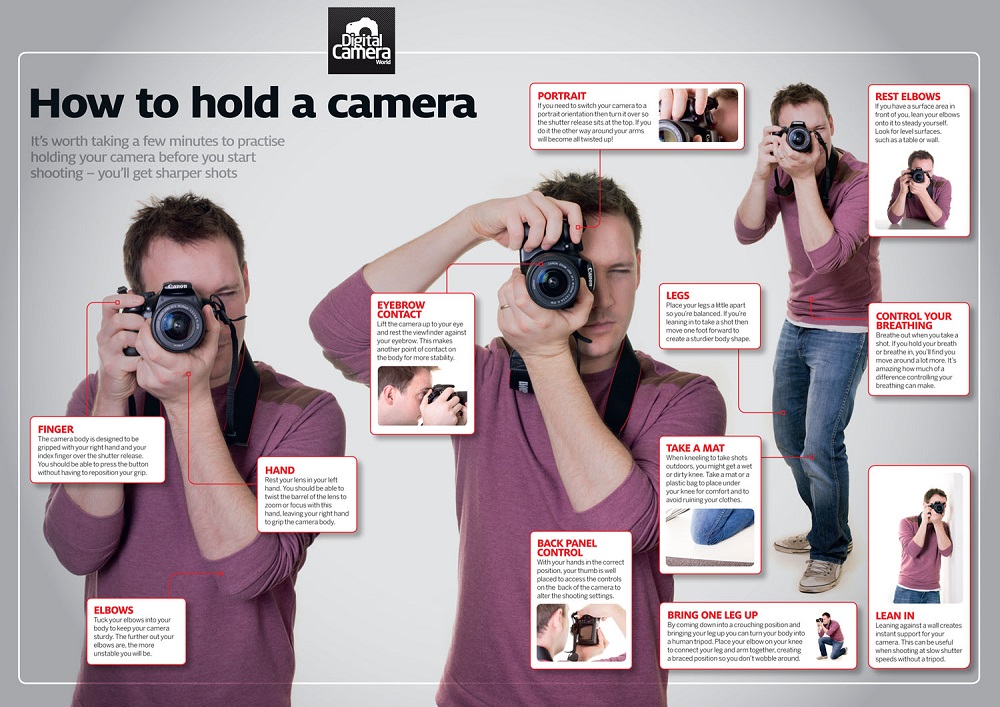 Digital
Camera
World
How to hold a camera
It's worth taking a few minutes to practise
holding your camera before you start
shooting – you'll get sharper shots
PORTRAIT
If you need to switch your camera to a
portrait orientation then turn it over so
the shutter release sits at the top. If you
do it the other way around your arms
will become all twisted up!
REST ELBOWS
If you have a surface area in
front of you, lean your elbows
onto it to steady yourself.
Look for level surfaces,
such as a table or wall.
EYEBROW
CONTACT
Lift the camera up to your eye
and rest the viewfinder against
your eyebrow. This makes
another point of contact on
the body for more stability.
LEGS
Place your legs a little apart
so you're balanced. If you're
leaning in to take a shot then
move one foot forward to
create a sturdier body shape.
CONTROL YOUR
BREATHING
Breathe out when you take a
shot. If you hold your breath
or breathe in, you'll find you
move around a lot more. It's
amazing how much of a
difference controlling your
breathing can make.
FINGER
The camera body is designed to be
gripped with your right hand and your
index finger over the shutter release.
You should be able to press the button
without having to reposition your grip.
HAND
Rest your lens in your left
hand. You should be able to
twist the barrel of the lens to
zoom or focus with this
hand, leaving your right hand
to grip the camera body.
TAKE A MAT
When kneeling to take shots
outdoors, you might get a wet
or dirty knee. Take a mat or a
plastic bag to place under
your knee for comfort and to
avoid ruining your clothes.
BACK PANEL
CONTROL
With your hands in the correct
position, your thumb is well
placed to access the controls
on the back of the camera to
alter the shooting settings.
ELBOWS
Tuck your elbows into your
body to keep your camera
sturdy. The further out your
elbows are, the more
unstable you will be.
BRING ONE LEG UP
By coming down into a crouching position and
bringing your leg up you can turn your body into
a human tripod. Place your elbow on your knee
to connect your leg and arm together, creating
a braced position so you don't wobble around.
LEAN IN
Leaning against a wall creates
instant support for your
camera. This can be useful
when shooting at slow shutter
speeds without a tripod.
Canon
Canon